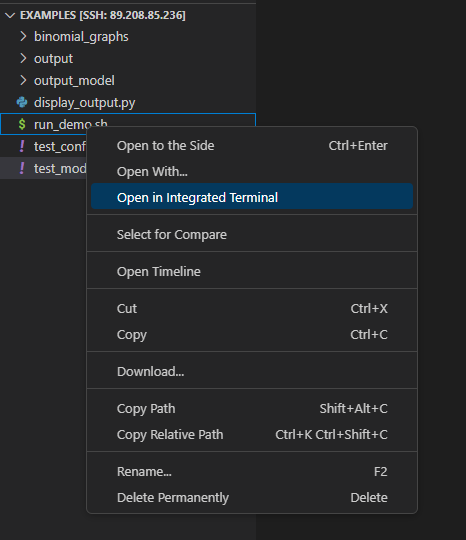 EXAMPLES [SSH: 89.208.85.236]
binomial_graphs
output
output_model
display_output.py
$ run_demo.sh
! test_conf
! test_mod
Open to the Side Ctrl+Enter
Open With...
Open in Integrated Terminal
Select for Compare
Open Timeline
Cut Ctrl+X
Copy Ctrl+C
Download...
Copy Path Shift+Alt+C
Copy Relative Path Ctrl+K Ctrl+Shift+C
Rename... F2
Delete Permanently Delete